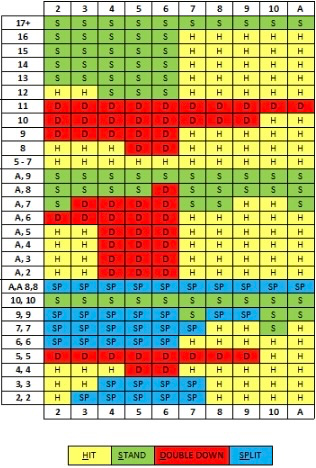 2 3 4 5 6 7 8 9 10 A
17+ S S S S S S S S S S
16 S S S S S H H H H H
15 S S S S S H H H H H
14 S S S S S H H H H H
13 S S S S S H H H H H
12 H H S S S H H H H H
11 D D D D D D D D D D
10 D D D D D D D D H H
9 D D D D D H H H H H
8 H H H D D H H H H H
5 - 7 H H H H H H H H H H
A, 9 S S S S S S S S S S
A, 8 S S S S D S S S S S
A, 7 S D D D D S S H H S
A, 6 D D D D D H H H H H
A, 5 H H D D D H H H H H
A, 4 H H D D D H H H H H
A, 3 H H D D D H H H H H
A, 2 H H D D D H H H H H
A,A 8,8 SP SP SP SP SP SP SP SP SP SP
10, 10 S S S S S S S S S S
9, 9 SP SP SP SP SP S SP SP S S
7, 7 SP SP SP SP SP SP H H S H
6, 6 SP SP SP SP SP H H H H H
5, 5 D D D D D D D D H H
4, 4 H H H D D H H H H H
3, 3 H H SP SP SP SP H H H H
2, 2 H SP SP SP SP SP H H H H
2 3 4 5 6 7 8 9 10 A
HIT STAND DOUBLE DOWN SPLIT